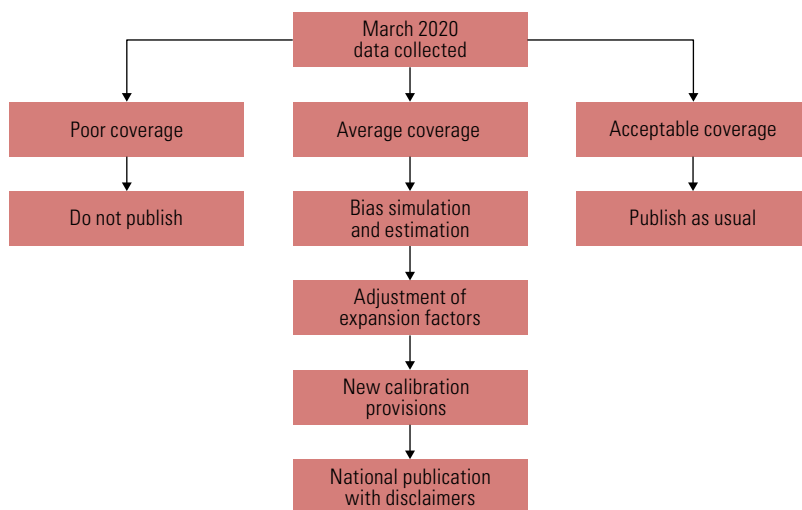 March 2020
data collected
Poor coverage
Average coverage
Acceptable coverage
Do not publish
Bias simulation
and estimation
Publish as usual
Adjustment of
expansion factors
New calibration
provisions
National publication
with disclaimers